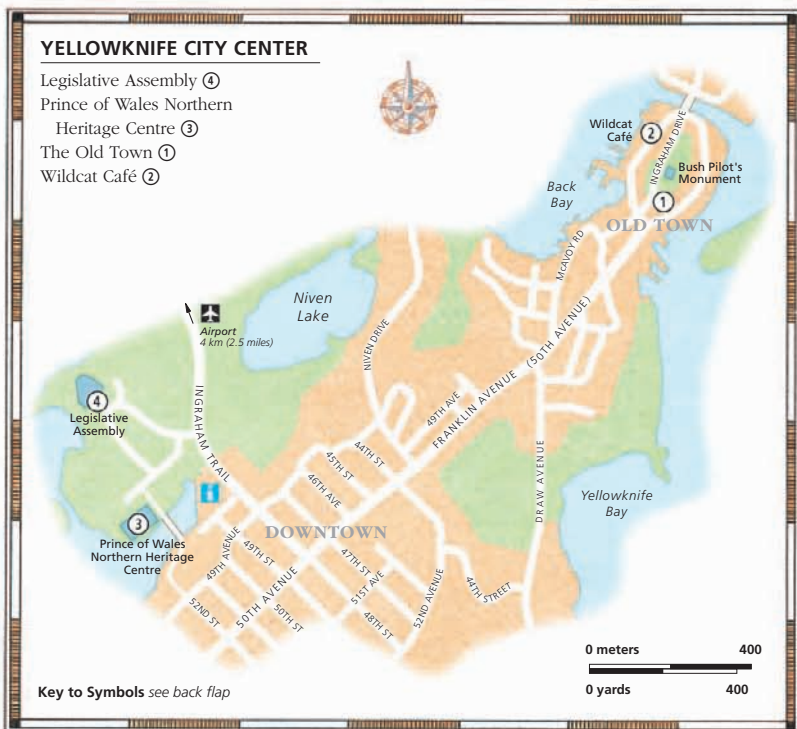 YELLOWKNIFE CITY CENTER
Legislative Assembly ④
Prince of Wales Northern
Heritage Centre ③
The Old Town ①
Wildcat Café ②
Wildcat
Café
②
INGRAHAM DRIVE
Bush Pilot's
Monument
①
OLD TOWN
Back
Bay
MCAVOY RD
Niven
Lake
Airport
4 km (2.5 miles)
NIVEN DRIVE
FRANKLIN AVENUE (50TH AVENUE)
④
Legislative
Assembly
INGRAHAM TRAIL
49TH AVE
44TH ST
45TH ST
46TH AVE
DRAW AVENUE
Yellowknife
Bay
i
③
Prince of Wales
Northern Heritage
Centre
DOWNTOWN
49TH AVENUE
49TH ST
47TH ST
51ST AVE
48TH ST
52ND AVENUE
44TH STREET
52ND ST
50TH AVENUE
50TH ST
0 meters 400
0 yards 400
Key to Symbols see back flap